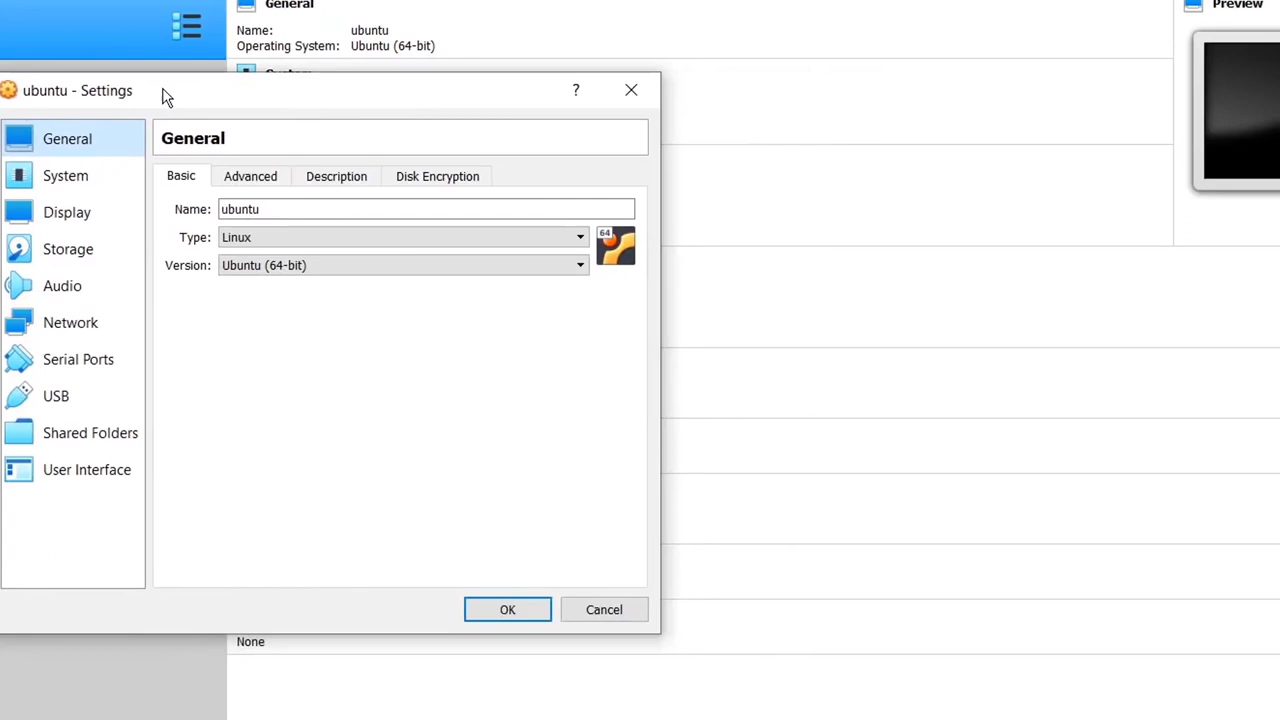 General
Preview
Name: ubuntu
Operating System: Ubuntu (64-bit)
System
ubuntu - Settings
?
General
System
Display
Storage
Audio
Network
Serial Ports
USB
Shared Folders
User Interface
General
Basic
Advanced
Description
Disk Encryption
Name: ubuntu
Type: Linux
64
Version: Ubuntu (64-bit)
OK
Cancel
None